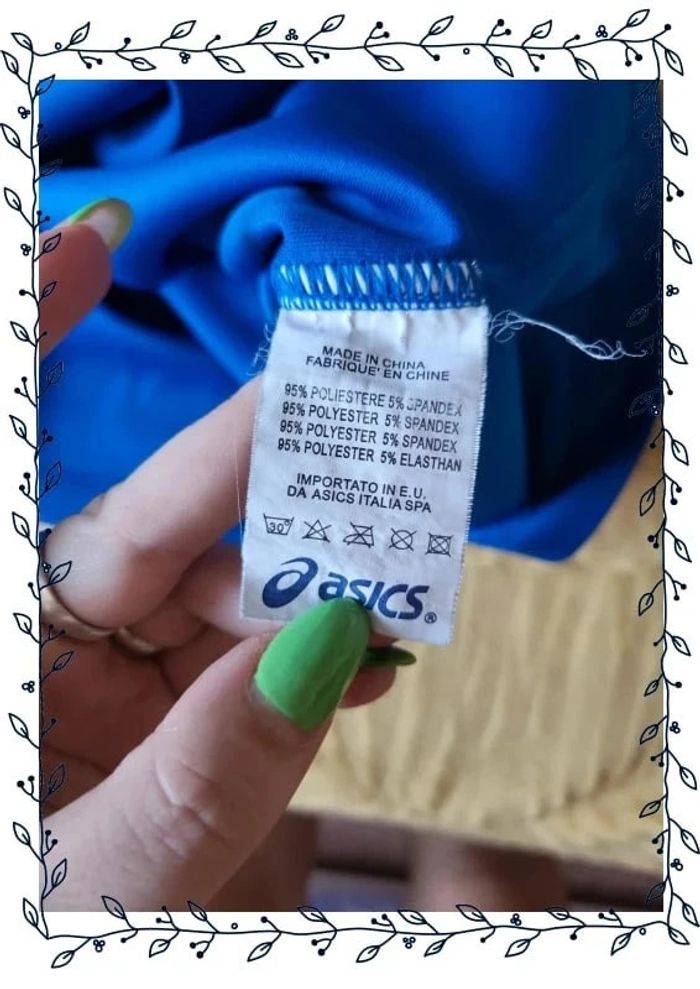 MADE IN CHINA
FABRIQUE' EN CHINE
95% POLIESTERE 5% SPANDEX
95% POLYESTER 5% SPANDEX
95% POLYESTER 5% SPANDEX
95% POLYESTER 5% ELASTHAN
IMPORTATO IN E.U.
DA ASICS ITALIA SPA
30°
asics®